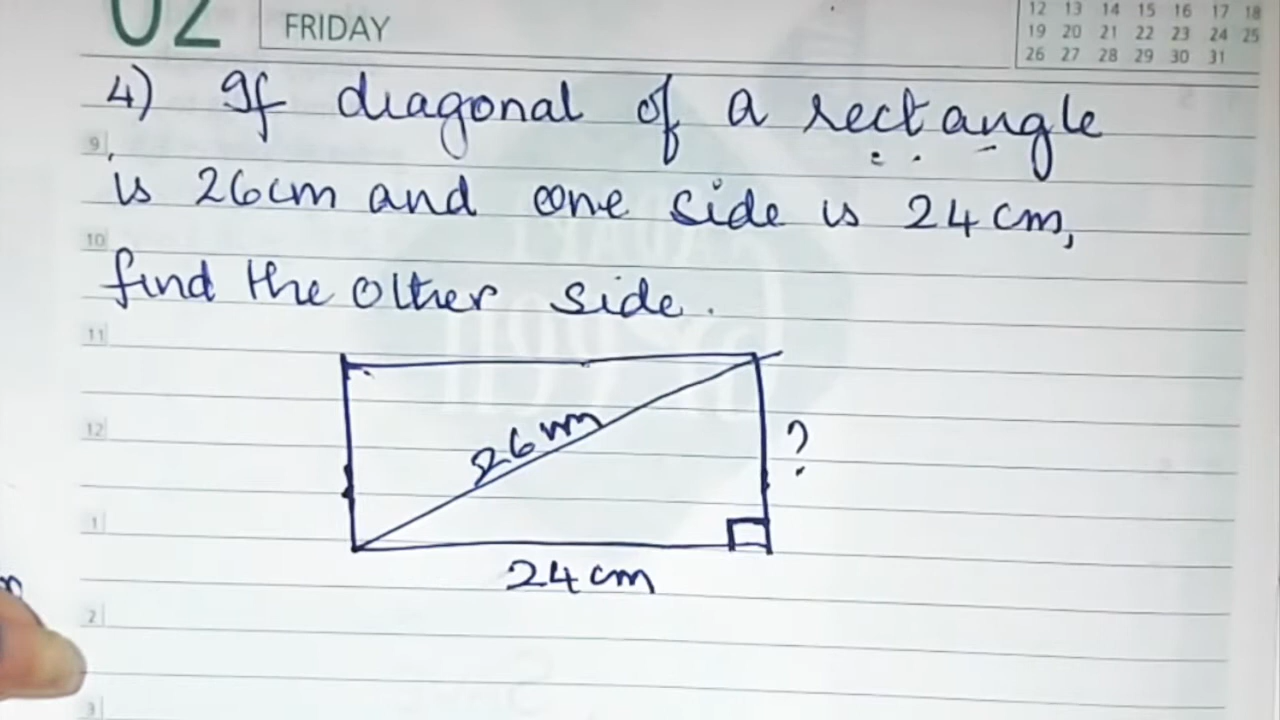 02 FRIDAY
12 13 14 15 16 17 18
19 20 21 22 23 24 25
26 27 28 29 30 31
4) If diagonal of a rectangle
9
is 26cm and one side is 24cm,
10
find the other side.
11
12
26cm
?
1
24cm
2
3